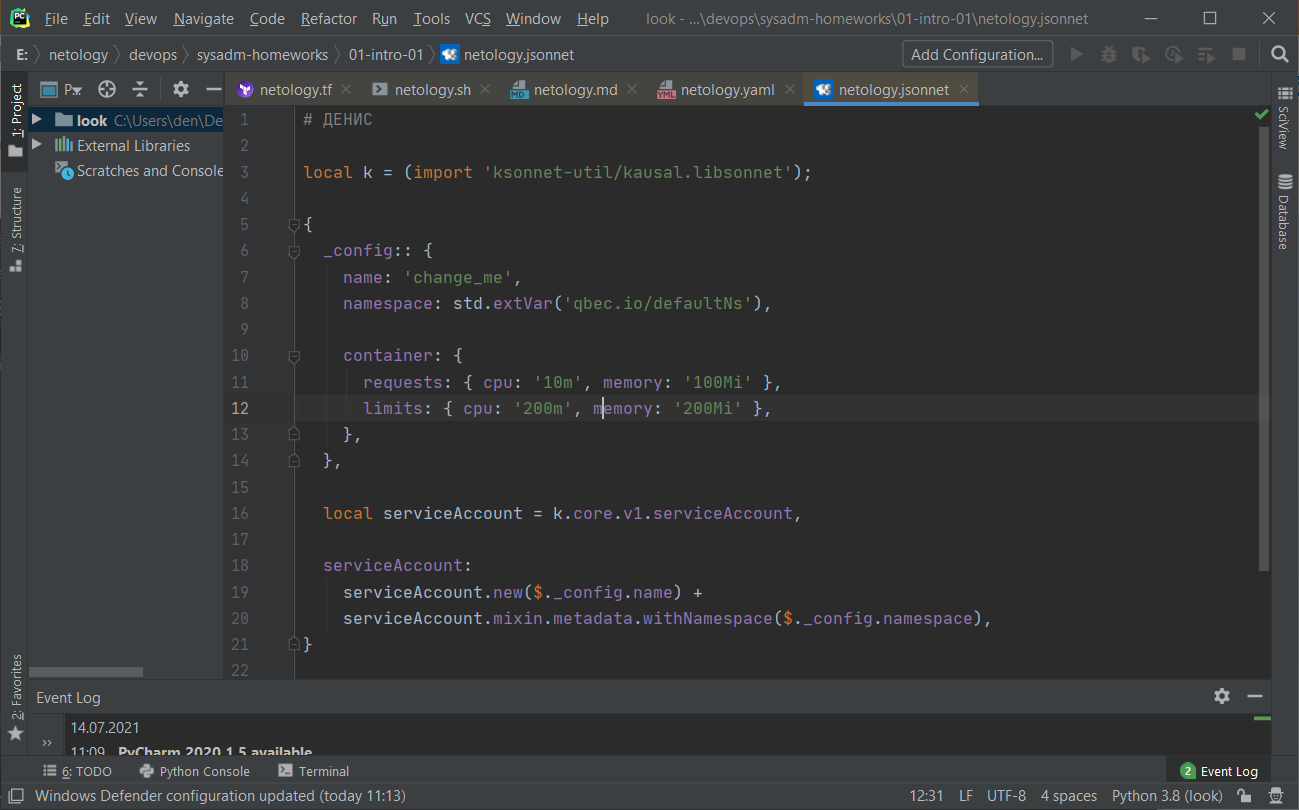 File Edit View Navigate Code Refactor Run Tools VCS Window Help look - ...\devops\sysadm-homeworks\01-intro-01\netology.jsonnet
E: netology devops sysadm-homeworks 01-intro-01 netology.jsonnet Add Configuration...
P netology.tf netology.sh netology.md netology.yaml netology.jsonnet
1: Project
7: Structure
2: Favorites
look C:\Users\den\De
External Libraries
Scratches and Console
1 # ДЕНИС
2
3 local k = (import 'ksonnet-util/kausal.libsonnet');
4
5 {
6 _config:: {
7 name: 'change_me',
8 namespace: std.extVar('qbec.io/defaultNs'),
9
10 container: {
11 requests: { cpu: '10m', memory: '100Mi' },
12 limits: { cpu: '200m', memory: '200Mi' },
13 },
14 },
15
16 local serviceAccount = k.core.v1.serviceAccount,
17
18 serviceAccount:
19 serviceAccount.new($._config.name) +
20 serviceAccount.mixin.metadata.withNamespace($._config.namespace),
21 }
22
SciView
Database
Event Log
14.07.2021
11:09 PyCharm 2020.1.5 available
6: TODO Python Console Terminal 2 Event Log
Windows Defender configuration updated (today 11:13) 12:31 LF UTF-8 4 spaces Python 3.8 (look)